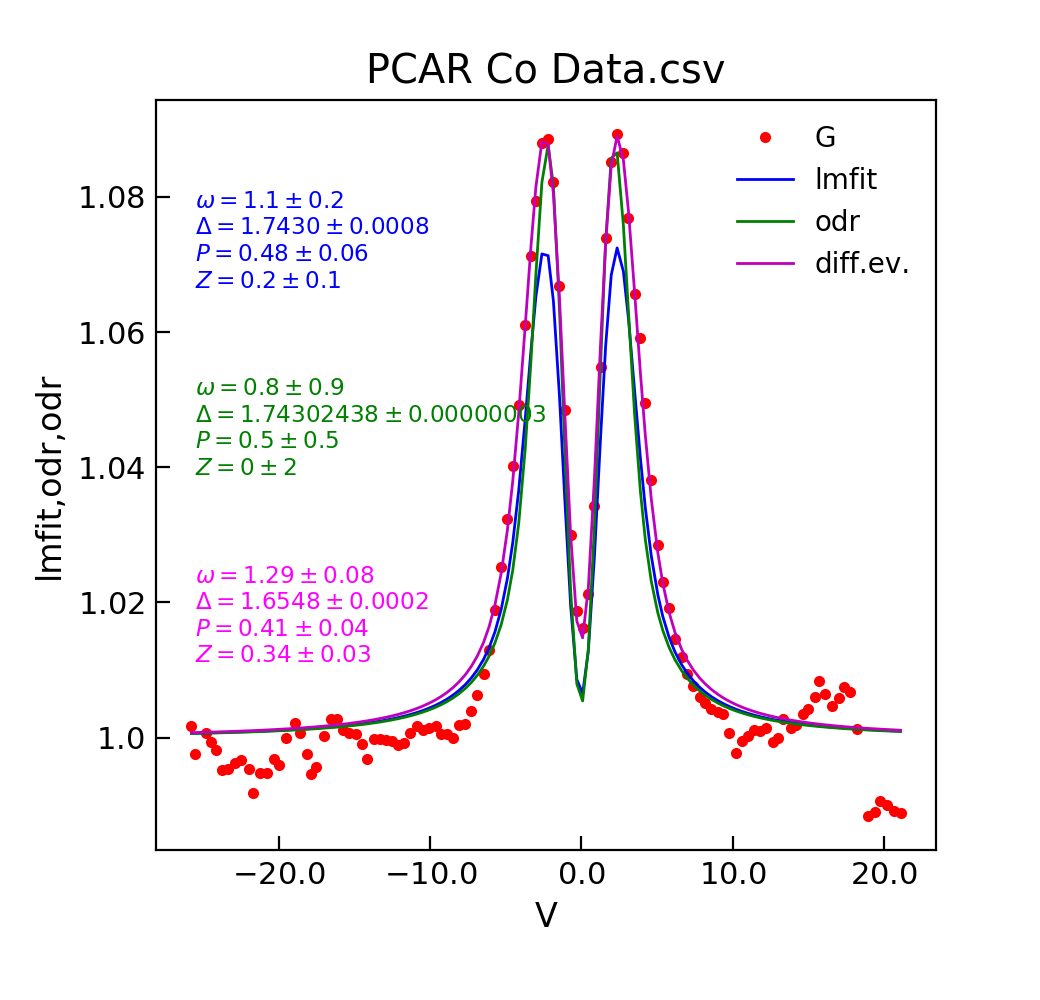 PCAR Co Data.csv
G
lmfit
odr
diff.ev.
ω = 1.1 ± 0.2
Δ = 1.7430 ± 0.0008
P = 0.48 ± 0.06
Z = 0.2 ± 0.1
ω = 0.8 ± 0.9
Δ = 1.74302438 ± 0.00000003
P = 0.5 ± 0.5
Z = 0 ± 2
ω = 1.29 ± 0.08
Δ = 1.6548 ± 0.0002
P = 0.41 ± 0.04
Z = 0.34 ± 0.03
lmfit,odr,odr
1.08
1.06
1.04
1.02
1.0
−20.0 −10.0 0.0 10.0 20.0
V